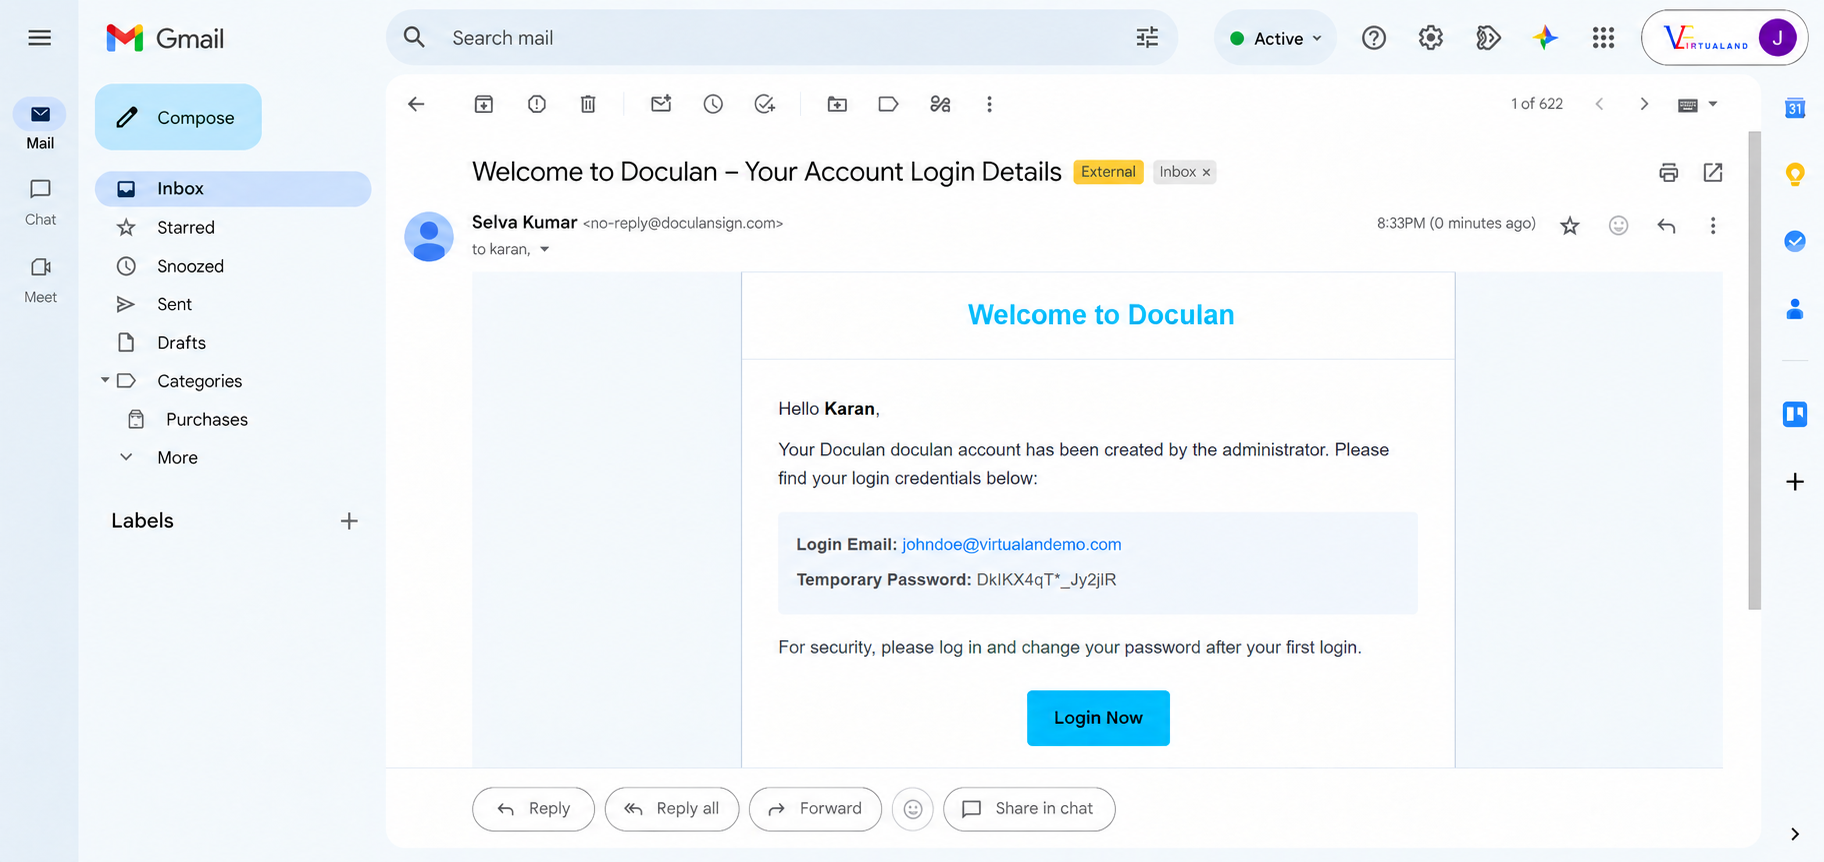 Gmail
Search mail
Active
VEIRTUALAND
J
Compose
Mail
Chat
Meet
Inbox
Starred
Snoozed
Sent
Drafts
Categories
Purchases
More
Labels
1 of 622
31
Welcome to Doculan – Your Account Login Details
External
Inbox ×
Selva Kumar <no-reply@doculansign.com>
8:33PM (0 minutes ago)
to karan,
Welcome to Doculan
Hello Karan,
Your Doculan doculan account has been created by the administrator. Please
find your login credentials below:
Login Email: johndoe@virtualandemo.com
Temporary Password: DkIKX4qT*_Jy2jIR
For security, please log in and change your password after your first login.
Login Now
Reply
Reply all
Forward
Share in chat